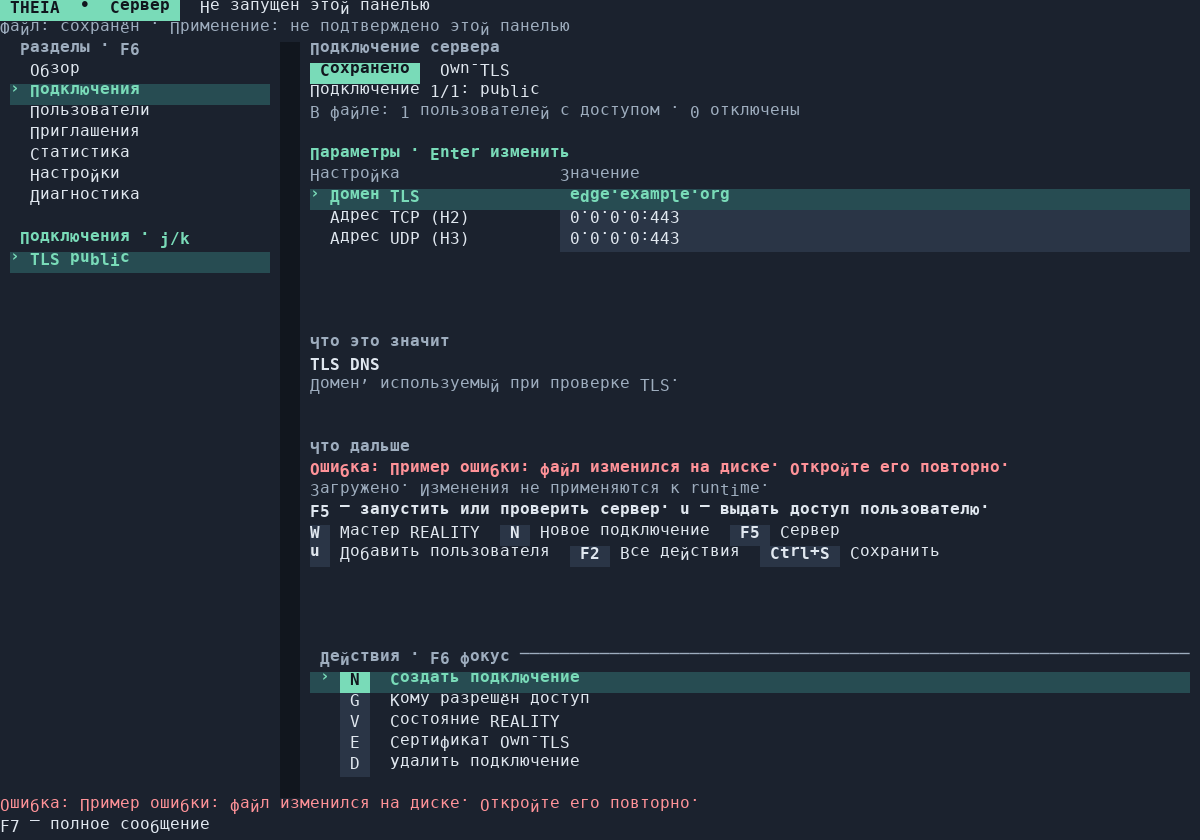 THEIA • Сервер Не запущен этой панелью
Файл: сохранён · Применение: не подтверждено этой панелью
Разделы · F6
Обзор
› Подключения
Пользователи
Приглашения
Статистика
Настройки
Диагностика
Подключения · j/k
› TLS public
Подключение сервера
Сохранено Own-TLS
Подключение 1/1: public
В файле: 1 пользователей с доступом · 0 отключены
Параметры · Enter изменить
Настройка Значение
› Домен TLS edge.example.org
Адрес TCP (H2) 0.0.0.0:443
Адрес UDP (H3) 0.0.0.0:443
Что это значит
TLS DNS
Домен, используемый при проверке TLS.
Что дальше
Ошибка: Пример ошибки: файл изменился на диске. Откройте его повторно.
Загружено. Изменения не применяются к runtime.
F5 — запустить или проверить сервер. u — выдать доступ пользователю.
W Мастер REALITY N Новое подключение F5 Сервер
u Добавить пользователя F2 Все действия Ctrl+S Сохранить
Действия · F6 фокус
› N Создать подключение
G Кому разрешён доступ
V Состояние REALITY
E Сертификат Own-TLS
D Удалить подключение
Ошибка: Пример ошибки: файл изменился на диске. Откройте его повторно.
F7 — полное сообщение